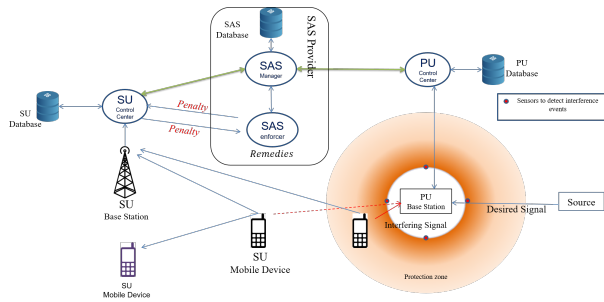 SAS
Database
SAS Provider
SAS
Manager
PU
Control
Center
PU
Database
SU
Database
SU
Control
Center
Penalty
Penalty
SAS
enforcer
Remedies
Sensors to detect interference
events
SU
Base Station
PU
Base Station
Source
Desired Signal
Interfering Signal
SU
Mobile Device
Protection zone
SU
Mobile Device